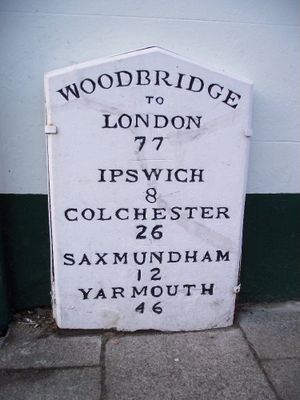 WOODBRIDGE
TO
LONDON
77
IPSWICH
8
COLCHESTER
26
SAXMUNDHAM
12
YARMOUTH
46